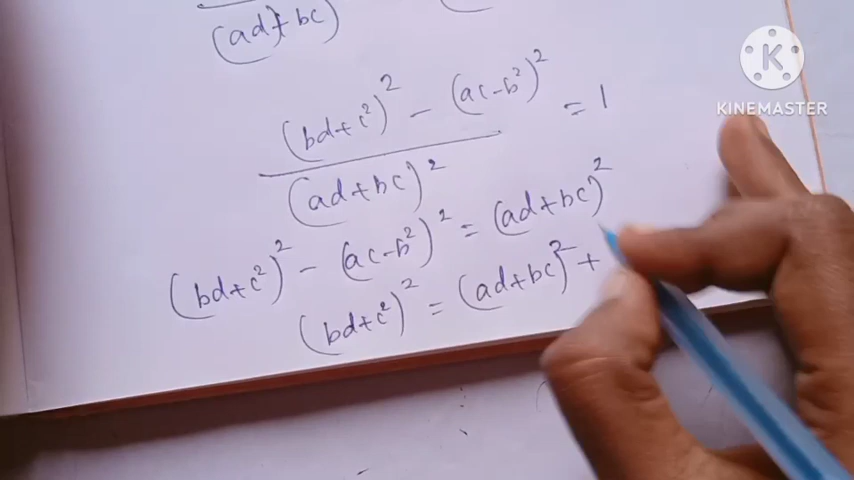 (ad)+bc)
(bd+c²)² - (ac-b²)²
= 1
(ad+bc)²
(bd+c²)² - (ac-b²)² = (ad+bc)²
(bd+c²)² = (ad+bc)² +
K
KINEMASTER